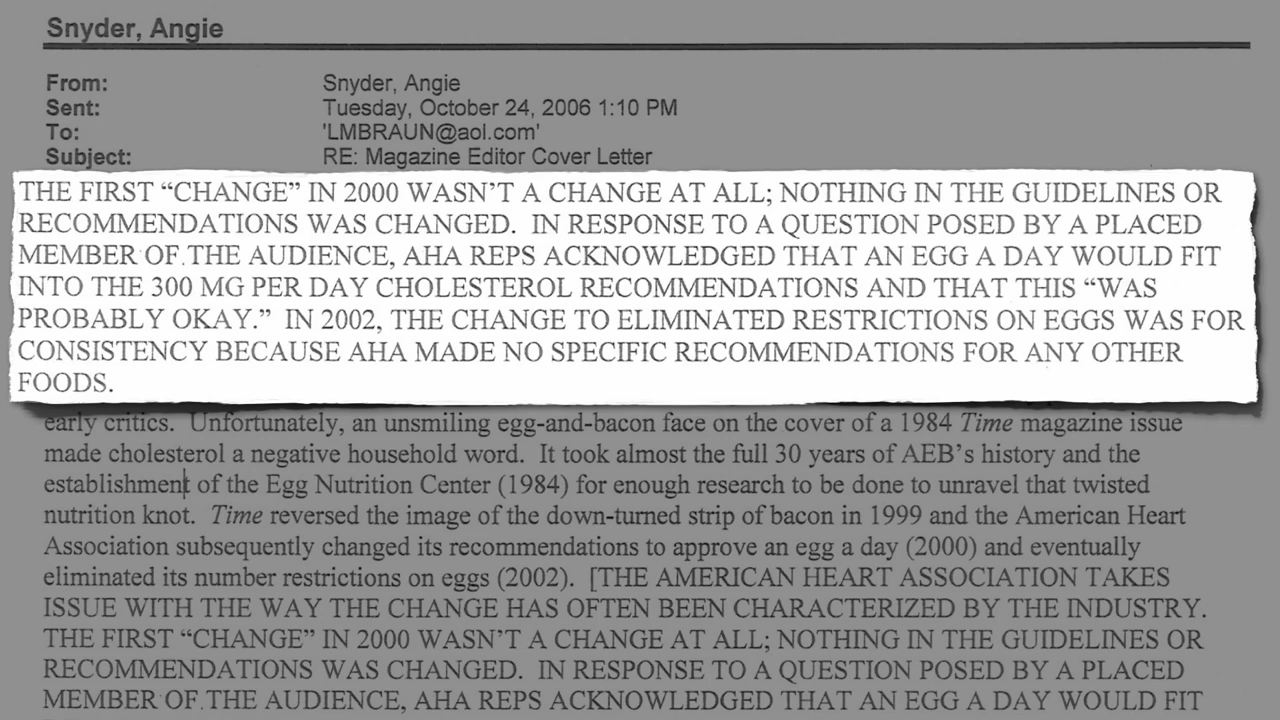 Snyder, Angie
From: Snyder, Angie
Sent: Tuesday, October 24, 2006 1:10 PM
To: 'LMBRAUN@aol.com'
Subject: RE: Magazine Editor Cover Letter
THE FIRST “CHANGE” IN 2000 WASN’T A CHANGE AT ALL; NOTHING IN THE GUIDELINES OR
RECOMMENDATIONS WAS CHANGED. IN RESPONSE TO A QUESTION POSED BY A PLACED
MEMBER OF THE AUDIENCE, AHA REPS ACKNOWLEDGED THAT AN EGG A DAY WOULD FIT
INTO THE 300 MG PER DAY CHOLESTEROL RECOMMENDATIONS AND THAT THIS “WAS
PROBABLY OKAY.” IN 2002, THE CHANGE TO ELIMINATED RESTRICTIONS ON EGGS WAS FOR
CONSISTENCY BECAUSE AHA MADE NO SPECIFIC RECOMMENDATIONS FOR ANY OTHER
FOODS.
early critics. Unfortunately, an unsmiling egg-and-bacon face on the cover of a 1984 Time magazine issue
made cholesterol a negative household word. It took almost the full 30 years of AEB’s history and the
establishment of the Egg Nutrition Center (1984) for enough research to be done to unravel that twisted
nutrition knot. Time reversed the image of the down-turned strip of bacon in 1999 and the American Heart
Association subsequently changed its recommendations to approve an egg a day (2000) and eventually
eliminated its number restrictions on eggs (2002). [THE AMERICAN HEART ASSOCIATION TAKES
ISSUE WITH THE WAY THE CHANGE HAS OFTEN BEEN CHARACTERIZED BY THE INDUSTRY.
THE FIRST “CHANGE” IN 2000 WASN’T A CHANGE AT ALL; NOTHING IN THE GUIDELINES OR
RECOMMENDATIONS WAS CHANGED. IN RESPONSE TO A QUESTION POSED BY A PLACED
MEMBER OF THE AUDIENCE, AHA REPS ACKNOWLEDGED THAT AN EGG A DAY WOULD FIT